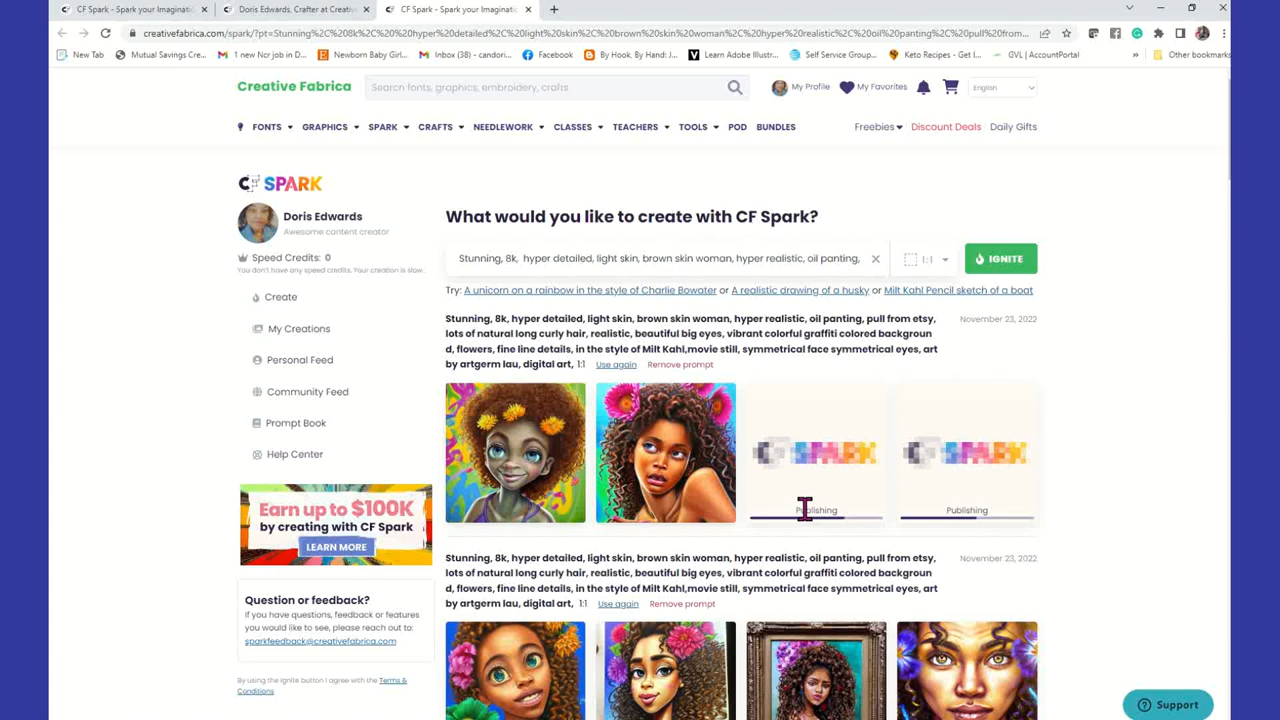 CF Spark - Spark your Imaginati
Doris Edwards, Crafter at Creativ
CF Spark - Spark your Imaginati
creativefabrica.com/spark/?pt=Stunning%2C%208k%2C%20%20hyper%20detailed%2C%20light%20skin%2C%20brown%20skin%20woman%2C%20hyper%20realistic%2C%20oil%20panting%2C%20pull%20from...
New Tab
Mutual Savings Cre...
1 new Ncr job in D...
Newborn Baby Girl...
Inbox (38) - candori...
Facebook
By Hook, By Hand: J...
Learn Adobe Illustr...
Self Service Group...
Keto Recipes - Get I...
GVL | AccountPortal
»
Other bookmarks
Creative Fabrica
Search fonts, graphics, embroidery, crafts
My Profile
My Favorites
English
FONTS
GRAPHICS
SPARK
CRAFTS
NEEDLEWORK
CLASSES
TEACHERS
TOOLS
POD
BUNDLES
Freebies
Discount Deals
Daily Gifts
CF SPARK
Doris Edwards
Awesome content creator
Speed Credits: 0
You don't have any speed credits. Your creation is slow.
Create
My Creations
Personal Feed
Community Feed
Prompt Book
Help Center
Earn up to $100K
by creating with CF Spark
LEARN MORE
Question or feedback?
If you have questions, feedback or features
you would like to see, please reach out to:
sparkfeedback@creativefabrica.com
By using the Ignite button I agree with the Terms &
Conditions
What would you like to create with CF Spark?
Stunning, 8k, hyper detailed, light skin, brown skin woman, hyper realistic, oil panting,
1:1
IGNITE
Try: A unicorn on a rainbow in the style of Charlie Bowater or A realistic drawing of a husky or Milt Kahl Pencil sketch of a boat
Stunning, 8k, hyper detailed, light skin, brown skin woman, hyper realistic, oil panting, pull from etsy,
November 23, 2022
lots of natural long curly hair, realistic, beautiful big eyes, vibrant colorful graffiti colored backgroun
d, flowers, fine line details, in the style of Milt Kahl,movie still, symmetrical face symmetrical eyes, art
by artgerm lau, digital art, 1:1 Use again Remove prompt
CF SPARK
Publishing
CF SPARK
Publishing
Stunning, 8k, hyper detailed, light skin, brown skin woman, hyper realistic, oil panting, pull from etsy,
November 23, 2022
lots of natural long curly hair, realistic, beautiful big eyes, vibrant colorful graffiti colored backgroun
d, flowers, fine line details, in the style of Milt Kahl,movie still, symmetrical face symmetrical eyes, art
by artgerm lau, digital art, 1:1 Use again Remove prompt
Support